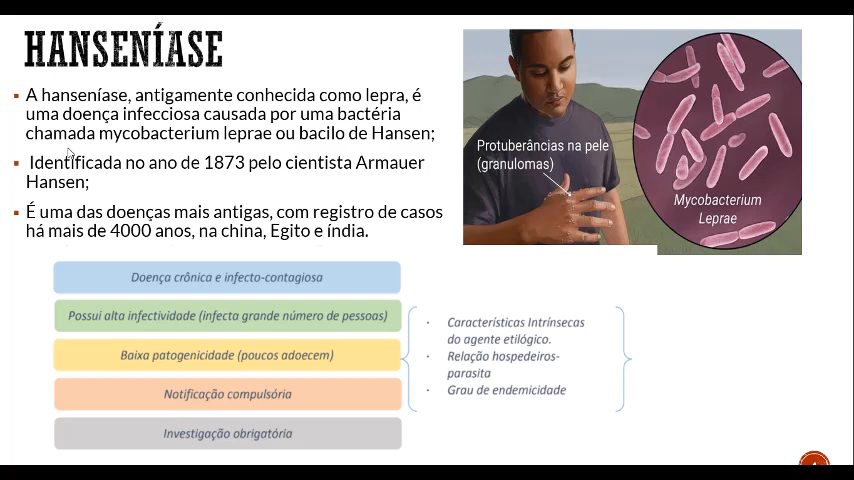 HANSENÍASE
▪ A hanseníase, antigamente conhecida como lepra, é
uma doença infecciosa causada por uma bactéria
chamada mycobacterium leprae ou bacilo de Hansen;
▪ Identificada no ano de 1873 pelo cientista Armauer
Hansen;
▪ É uma das doenças mais antigas, com registro de casos
há mais de 4000 anos, na china, Egito e índia.
Protuberâncias na pele
(granulomas)
Mycobacterium
Leprae
Doença crônica e infecto-contagiosa
Possui alta infectividade (infecta grande número de pessoas)
Baixa patogenicidade (poucos adoecem)
Notificação compulsória
Investigação obrigatória
· Características Intrínsecas
do agente etilógico.
· Relação hospedeiros-
parasita
· Grau de endemicidade